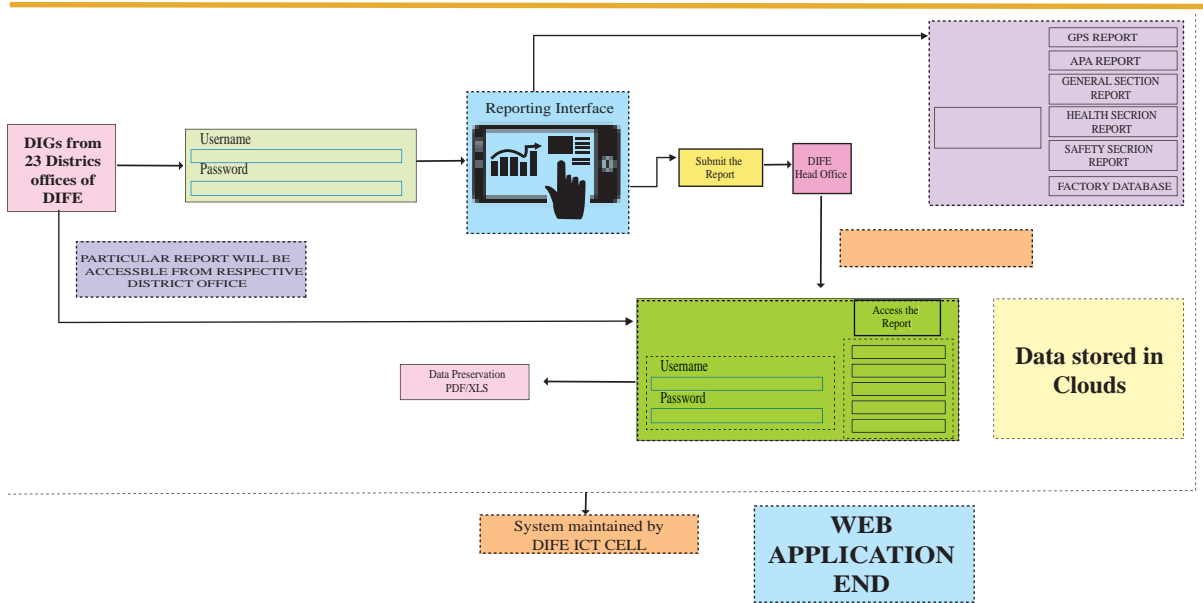 GPS REPORT
APA REPORT
GENERAL SECTION
REPORT
HEALTH SECRION
REPORT
SAFETY SECRION
REPORT
FACTORY DATABASE
Reporting Interface
DIGs from
23 Districs
offices of
DIFE
Username
Password
Submit the
Report
DIFE
Head Office
PARTICULAR REPORT WILL BE
ACCESSBLE FROM RESPECTIVE
DISTRICT OFFICE
Access the
Report
Username
Password
Data Preservation
PDF/XLS
Data stored in
Clouds
System maintained by
DIFE ICT CELL
WEB
APPLICATION
END